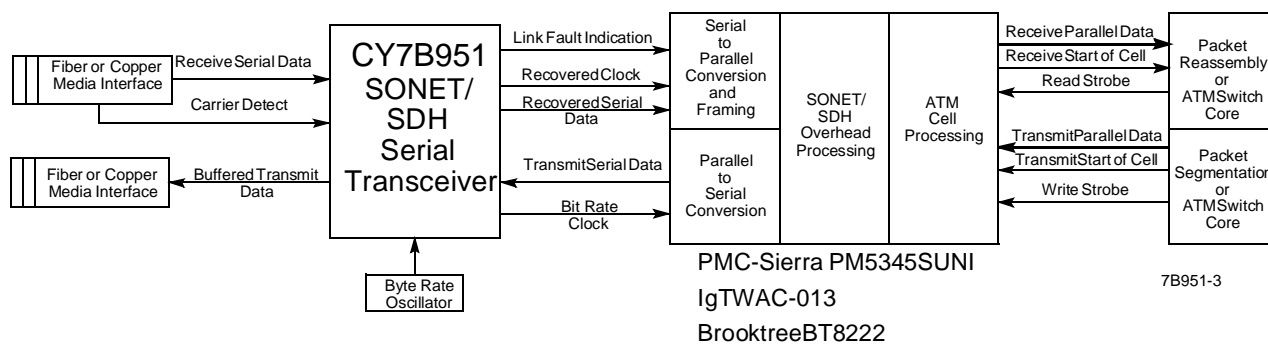 Fiber or Copper
Media Interface
Receive Serial Data
Carrier Detect
Fiber or Copper
Media Interface
Buffered Transmit
Data
CY7B951
SONET/
SDH
Serial
Transceiver
Byte Rate
Oscillator
Link Fault Indication
Recovered Clock
Recovered Serial
Data
Transmit Serial Data
Bit Rate
Clock
Serial
to
Parallel
Conversion
and
Framing
Parallel
to
Serial
Conversion
SONET/
SDH
Overhead
Processing
ATM
Cell
Processing
Receive Parallel Data
Receive Start of Cell
Read Strobe
Transmit Parallel Data
Transmit Start of Cell
Write Strobe
Packet
Reassembly
or
ATM Switch
Core
Packet
Segmentation
or
ATM Switch
Core
PMC-Sierra PM5345SUNI
IgTWAC-013
BrooktreeBT8222
7B951-3